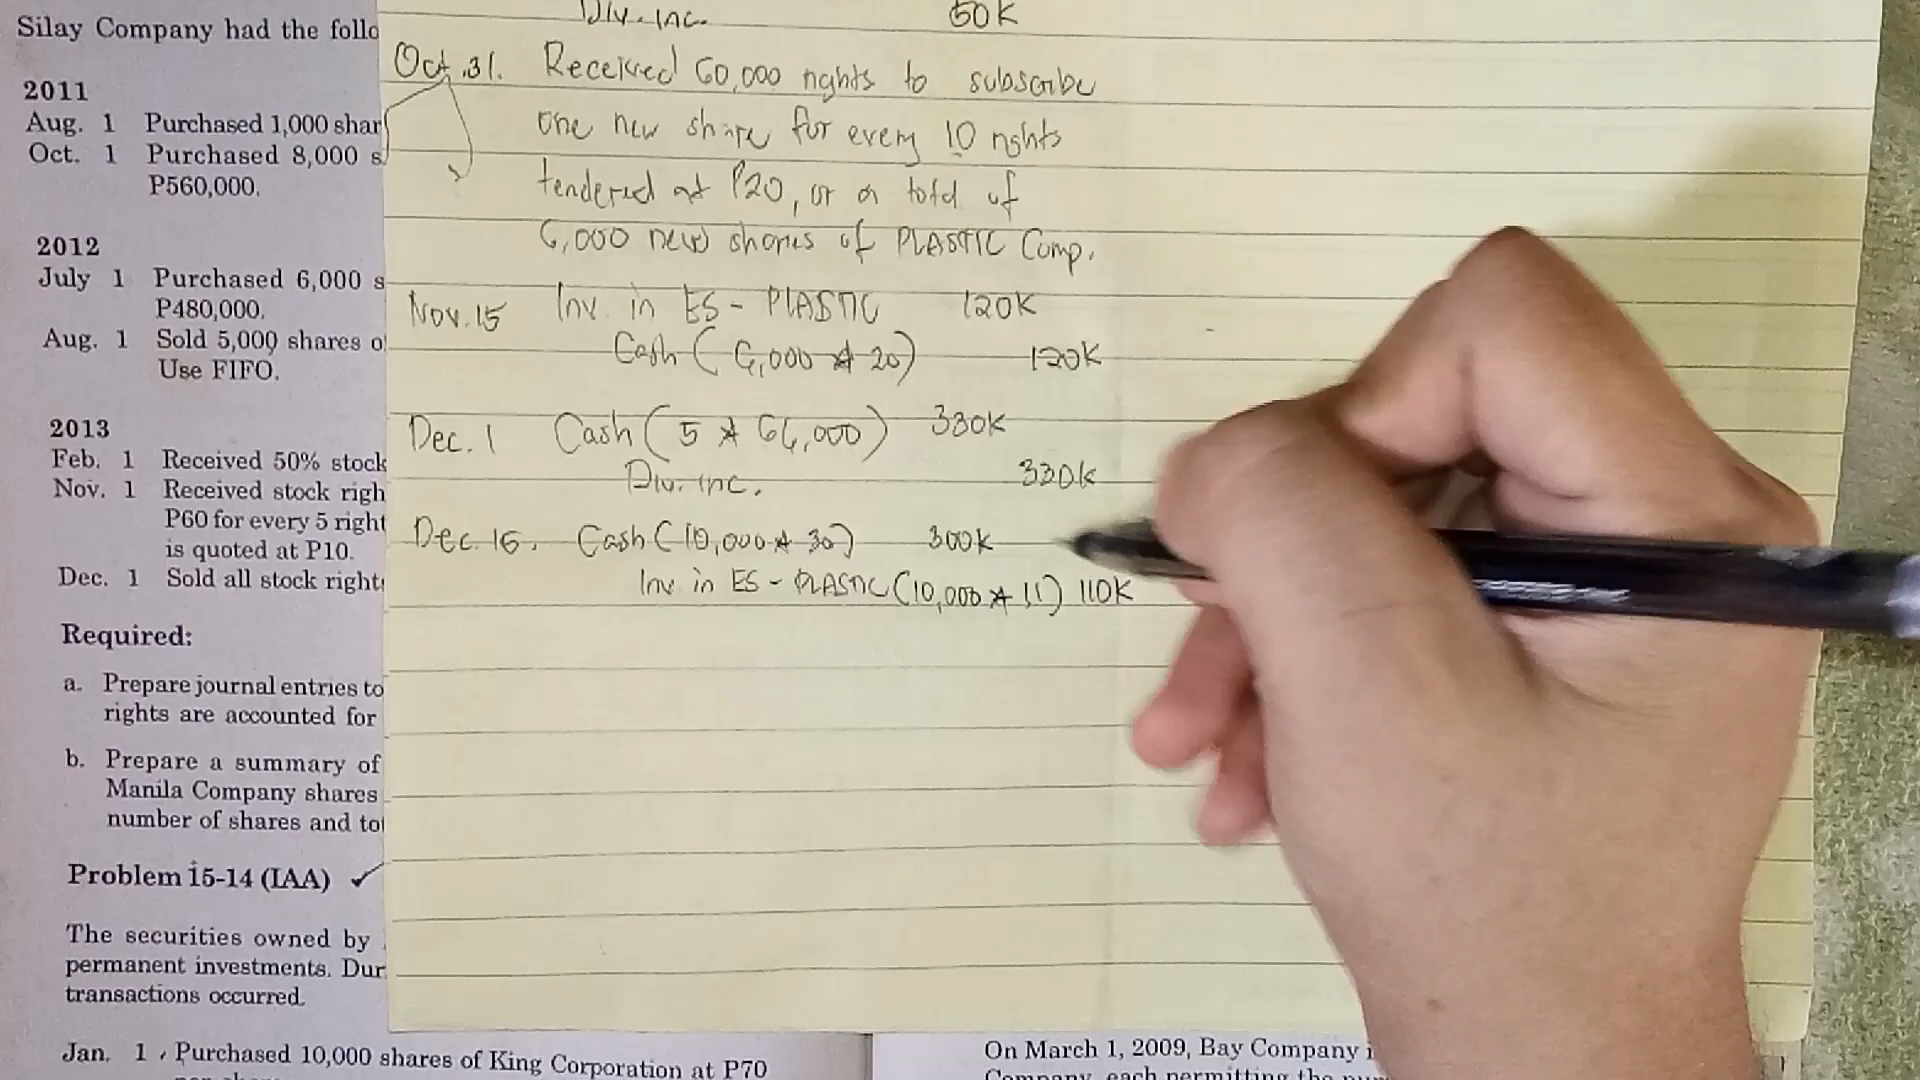 Silay Company had the follo
2011
Aug. 1 Purchased 1,000 shar
Oct. 1 Purchased 8,000 s
P560,000.
2012
July 1 Purchased 6,000 s
P480,000.
Aug. 1 Sold 5,000 shares o
Use FIFO.
2013
Feb. 1 Received 50% stock
Nov. 1 Received stock righ
P60 for every 5 right
is quoted at P10.
Dec. 1 Sold all stock rights
Required:
a. Prepare journal entries to
rights are accounted for
b. Prepare a summary of
Manila Company shares
number of shares and tot
Problem 15-14 (IAA) ✓
The securities owned by
permanent investments. Dur
transactions occurred.
Jan. 1 Purchased 10,000 shares of King Corporation at P70
Div. Inc. 50K
Oct. 31. Received 60,000 rights to subscribe
one new share for every 10 rights
tendered at P20, or a total of
6,000 new shares of PLASTIC Comp.
Nov. 15 Inv. in ES - PLASTIC 120K
Cash (6,000 * 20) 120K
Dec. 1 Cash (5 * 66,000) 330K
Div. Inc. 330K
Dec. 15. Cash (10,000 * 30) 300K
Inv in ES - PLASTIC (10,000 * 11) 110K
On March 1, 2009, Bay Company i
Company, each permitting the